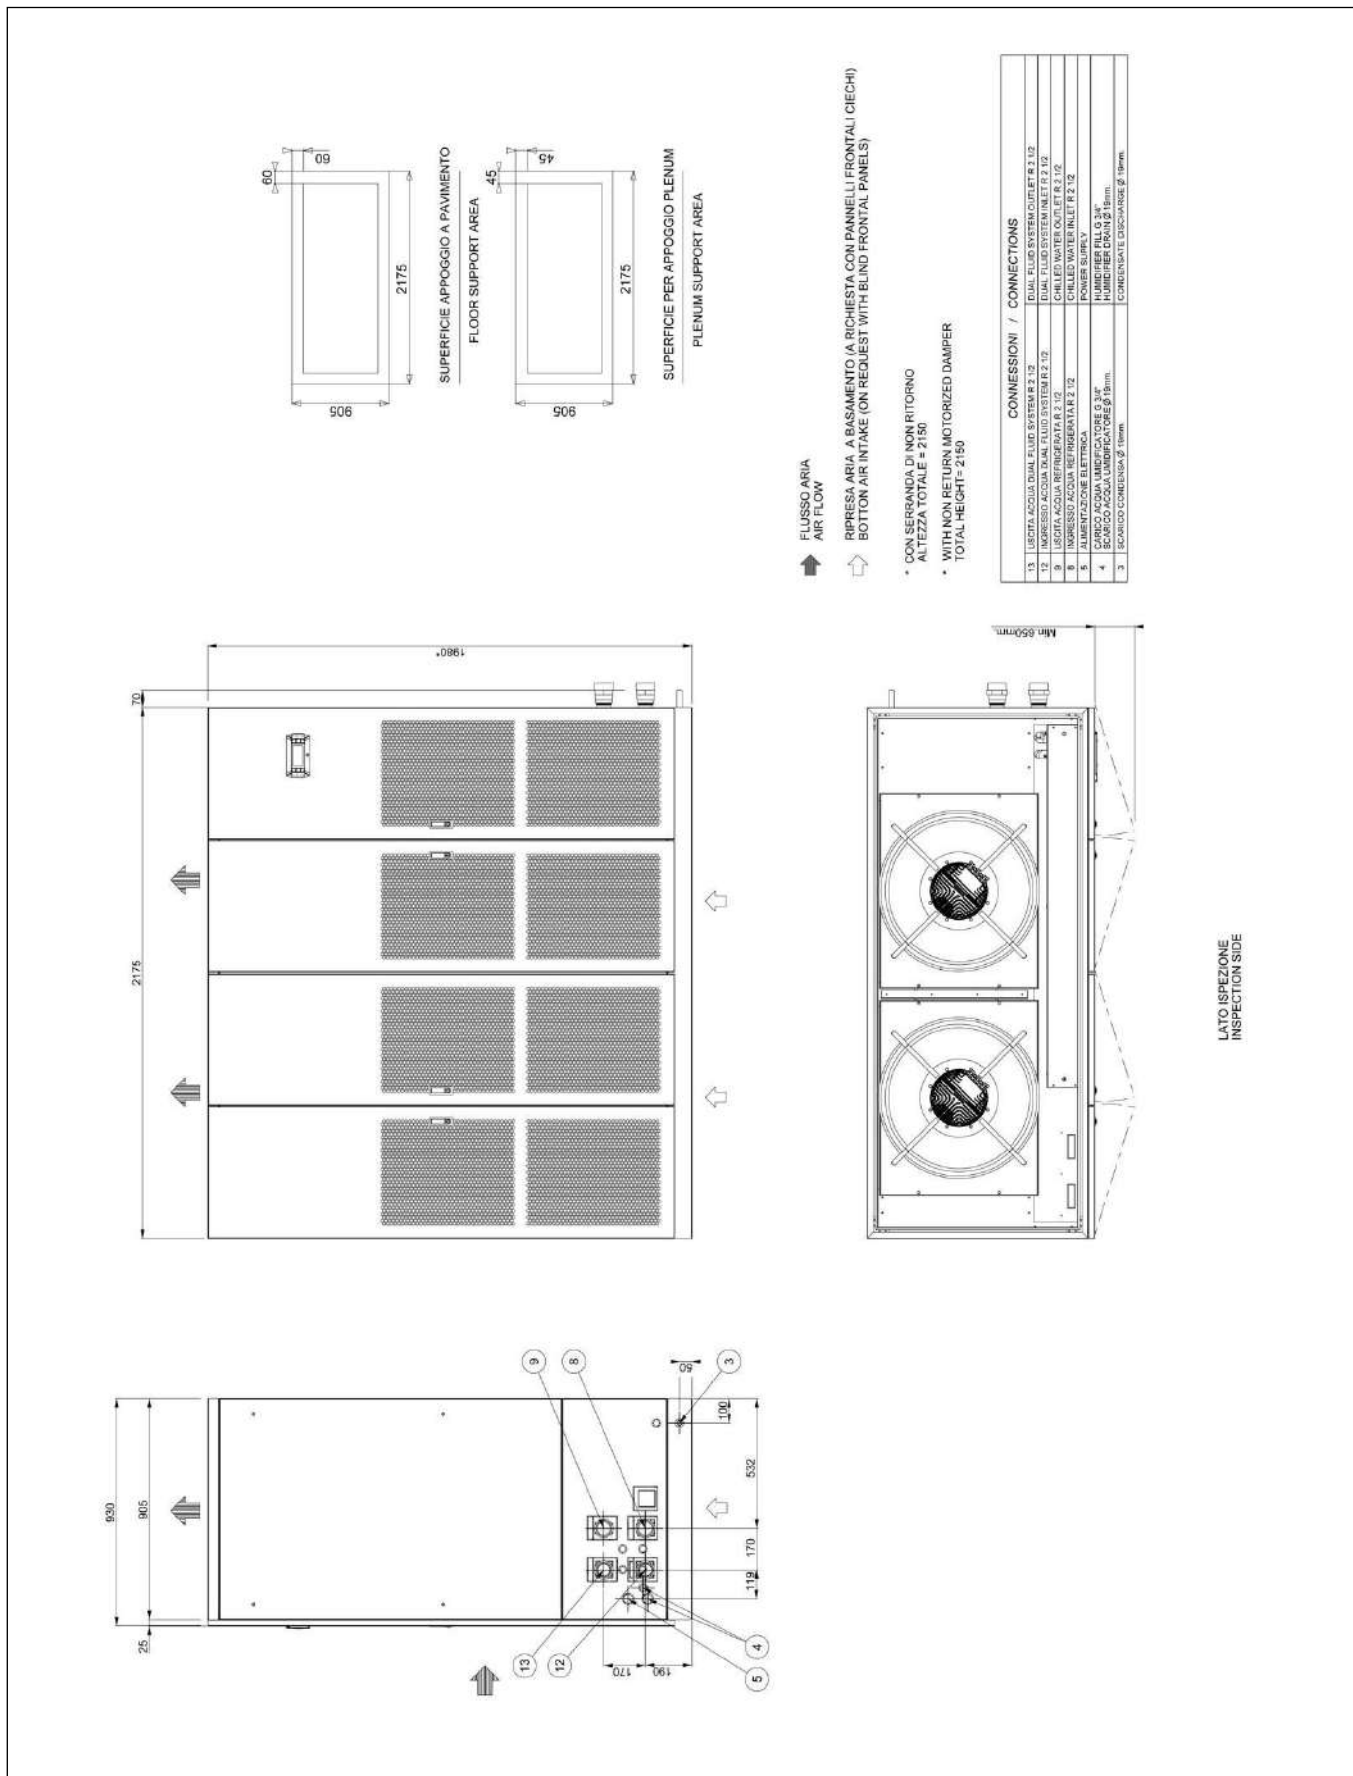 60
60
905
2175
SUPERFICIE APPOGGIO A PAVIMENTO
FLOOR SUPPORT AREA
45
45
905
2175
SUPERFICIE PER APPOGGIO PLENUM
PLENUM SUPPORT AREA
FLUSSO ARIA
AIR FLOW
RIPRESA ARIA A BASAMENTO (A RICHIESTA CON PANNELLI FRONTALI CIECHI)
BOTTON AIR INTAKE (ON REQUEST WITH BLIND FRONTAL PANELS)
* CON SERRANDA DI NON RITORNO
ALTEZZA TOTALE = 2150
* WITH NON RETURN MOTORIZED DAMPER
TOTAL HEIGHT= 2150
CONNESSIONI / CONNECTIONS
13 USCITA ACQUA DUAL FLUID SYSTEM R 2 1/2 DUAL FLUID SYSTEM OUTLET R 2 1/2
12 INGRESSO ACQUA DUAL FLUID SYSTEM R 2 1/2 DUAL FLUID SYSTEM INLET R 2 1/2
9 USCITA ACQUA REFRIGERATA R 2 1/2 CHILLED WATER OUTLET R 2 1/2
8 INGRESSO ACQUA REFRIGERATA R 2 1/2 CHILLED WATER INLET R 2 1/2
5 ALIMENTAZIONE ELETTRICA POWER SUPPLY
4 CARICO ACQUA UMIDIFICATORE G 3/4" HUMIDIFIER FILL G 3/4"
SCARICO ACQUA UMIDIFICATORE Ø 19mm. HUMIDIFIER DRAIN Ø 19mm.
3 SCARICO CONDENSA Ø 19mm. CONDENSATE DISCHARGE Ø 19mm.
2175
70
1980*
Min. 650mm.
LATO ISPEZIONE
INSPECTION SIDE
930
905
25
9
8
3
50
100
532
170
119
13
12
170
190
4
5